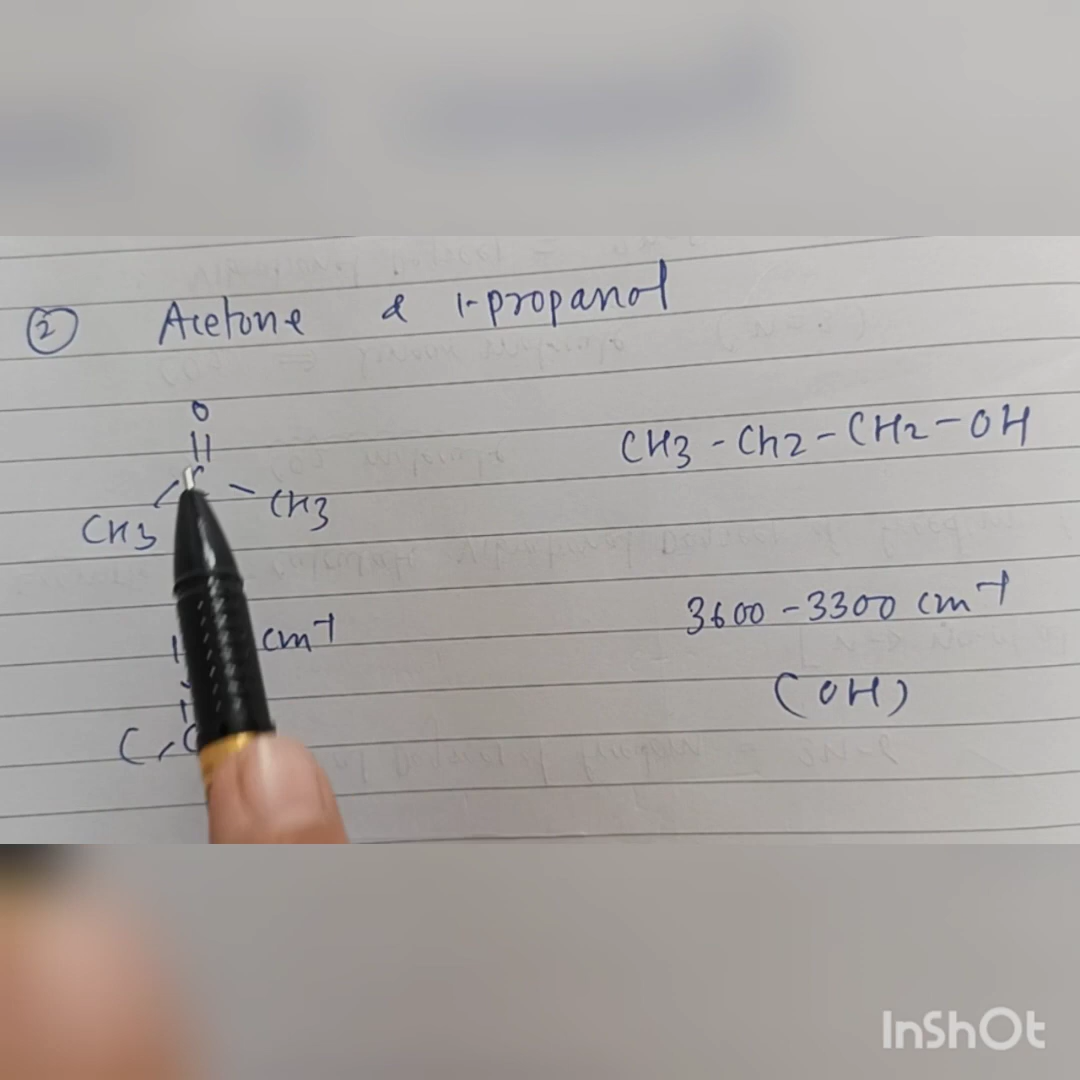 ② Acetone & 1-propanol
O
||
CH3 - CH2 - CH2 - OH
CH3 CH3
3600 - 3300 cm-1
cm-1
(OH)
InShOt